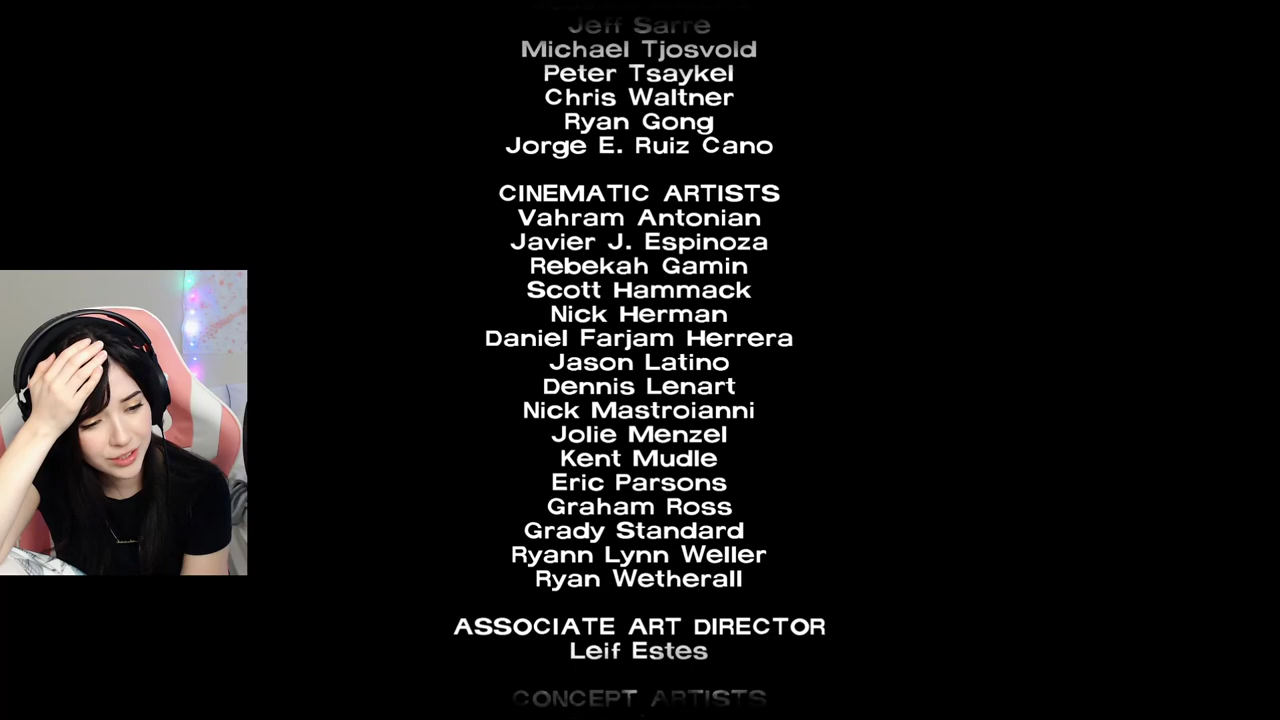 Jeff Sarre
Michael Tjosvold
Peter Tsaykel
Chris Waltner
Ryan Gong
Jorge E. Ruiz Cano
CINEMATIC ARTISTS
Vahram Antonian
Javier J. Espinoza
Rebekah Gamin
Scott Hammack
Nick Herman
Daniel Farjam Herrera
Jason Latino
Dennis Lenart
Nick Mastroianni
Jolie Menzel
Kent Mudle
Eric Parsons
Graham Ross
Grady Standard
Ryann Lynn Weller
Ryan Wetherall
ASSOCIATE ART DIRECTOR
Leif Estes
CONCEPT ARTISTS